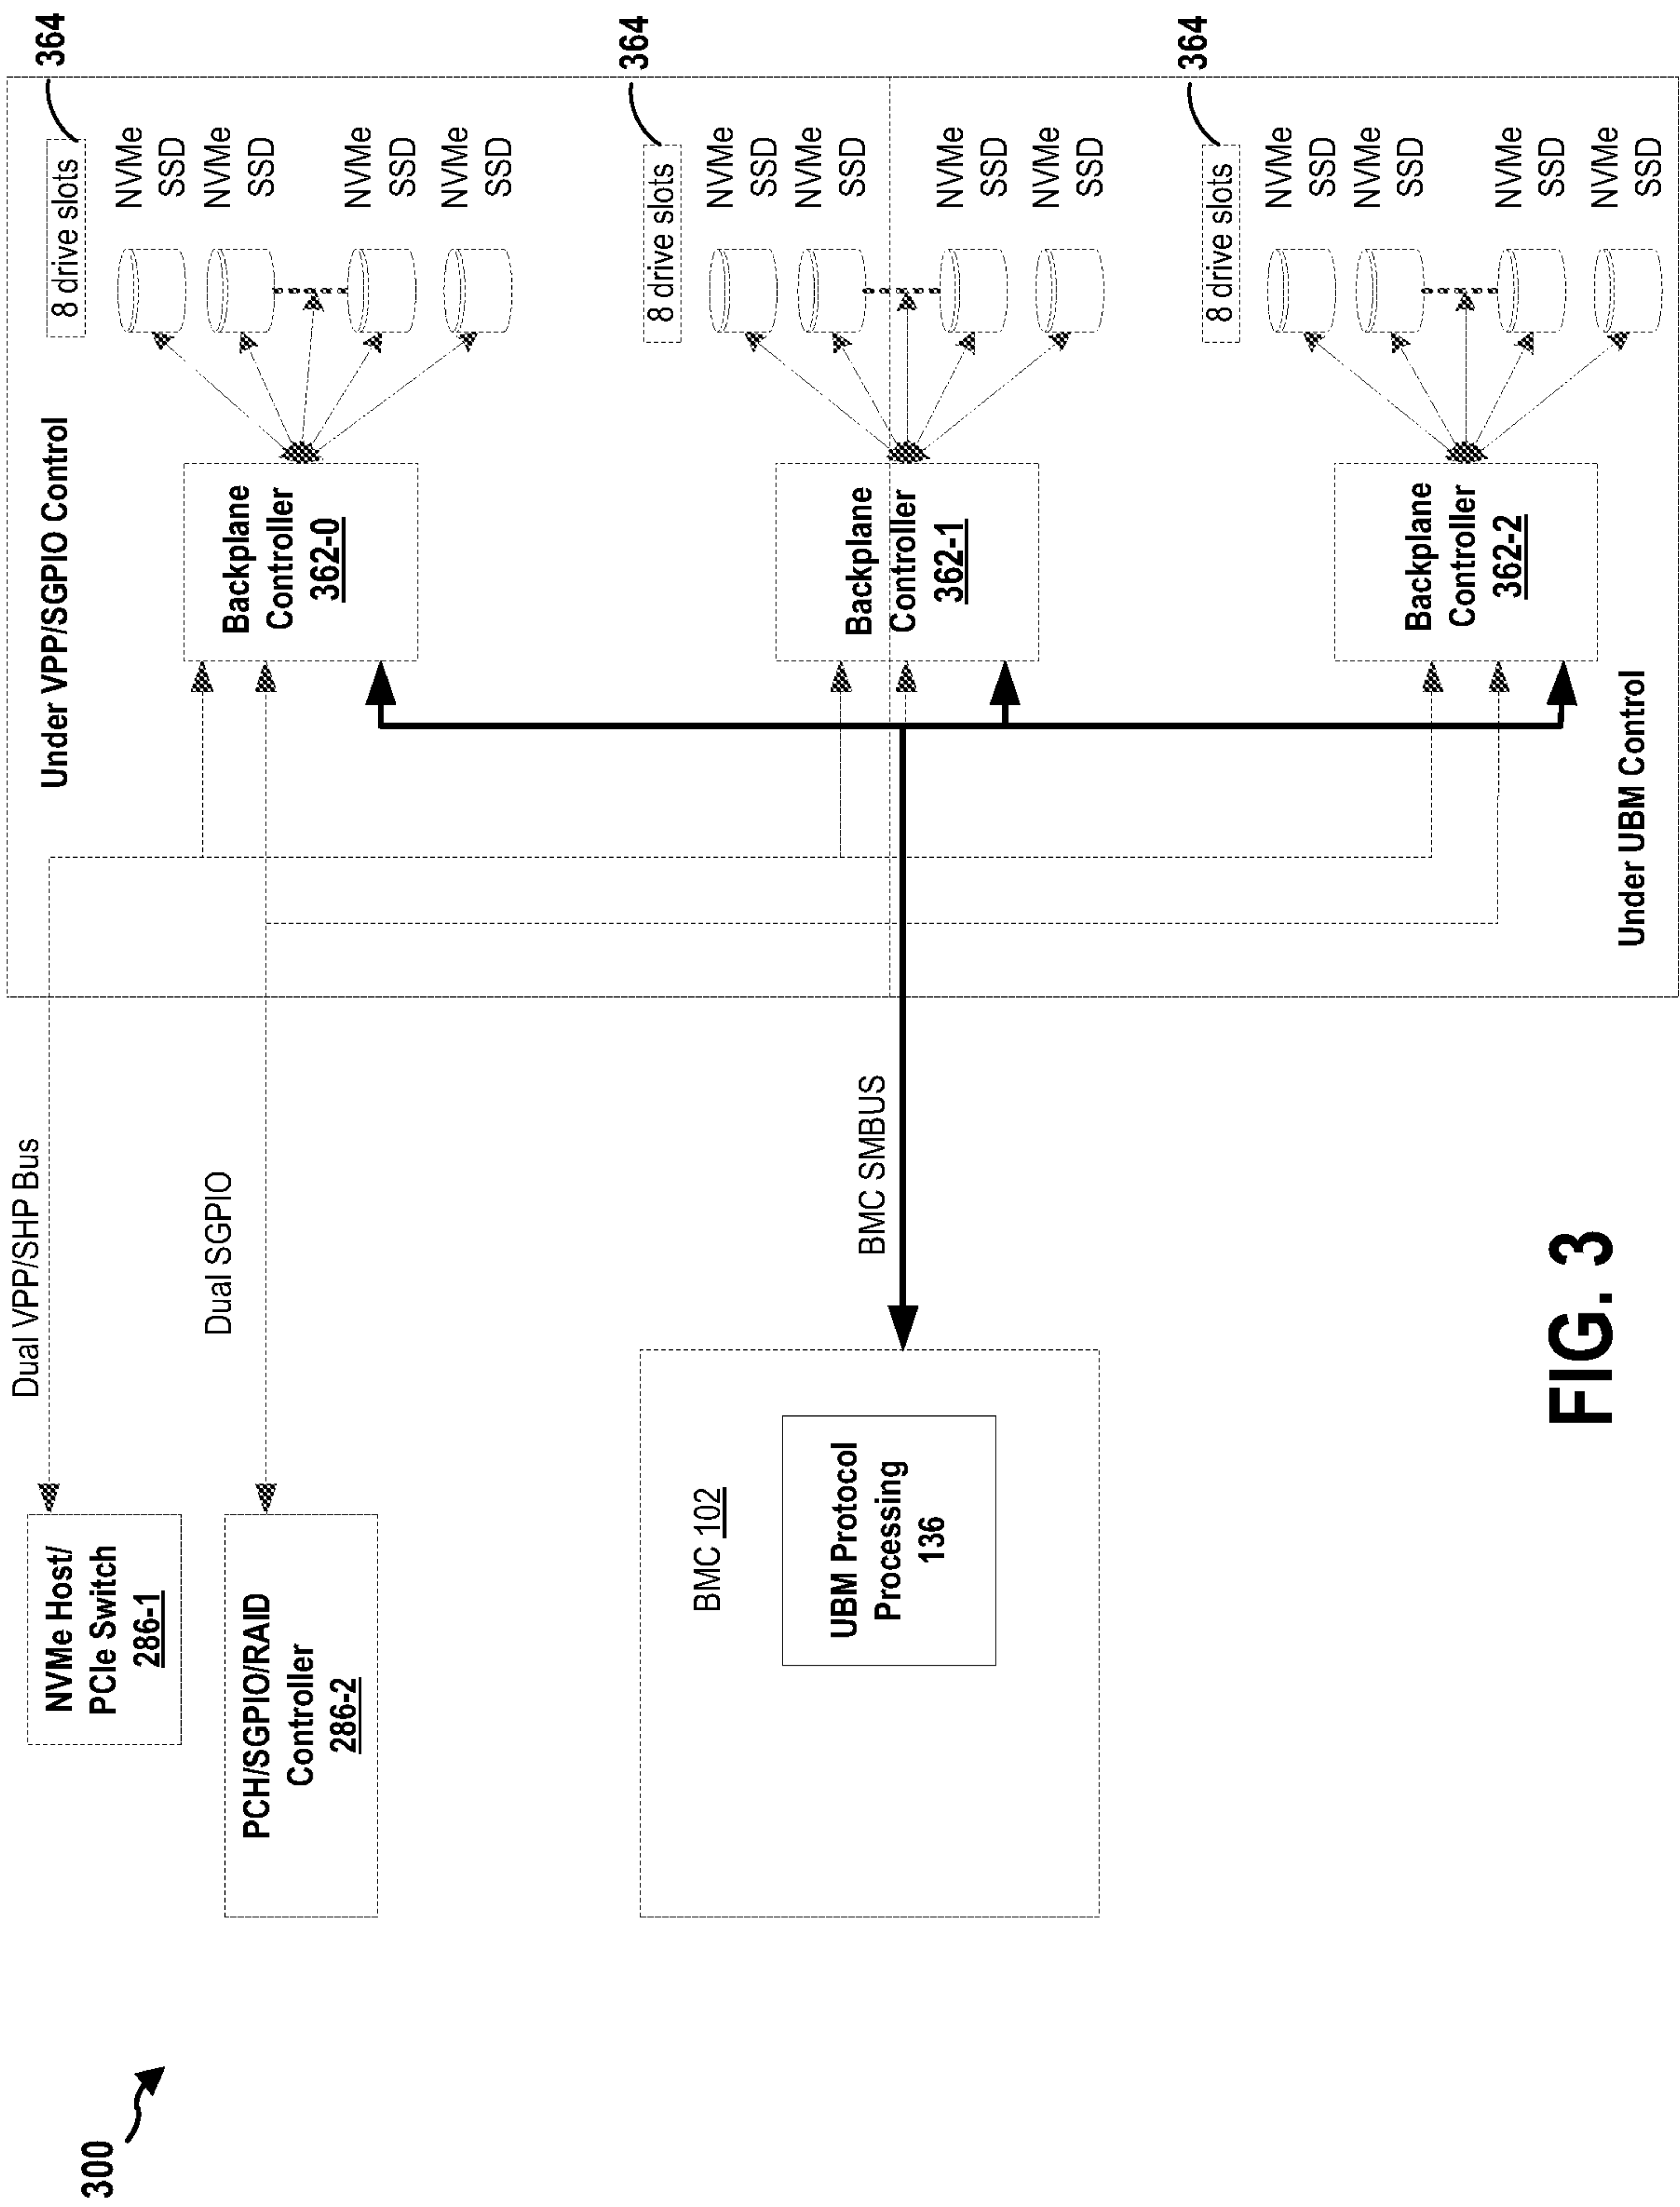 300
NVMe Host/
PCIe Switch
286-1
Dual VPP/SHP Bus
PCH/SGPIO/RAID
Controller
286-2
Dual SGPIO
BMC 102
UBM Protocol
Processing
136
BMC SMBUS
Under VPP/SGPIO Control
Backplane
Controller
362-0
8 drive slots
364
NVMe
SSD
NVMe
SSD
NVMe
SSD
NVMe
SSD
Backplane
Controller
362-1
8 drive slots
364
NVMe
SSD
NVMe
SSD
NVMe
SSD
NVMe
SSD
Backplane
Controller
362-2
8 drive slots
364
NVMe
SSD
NVMe
SSD
NVMe
SSD
NVMe
SSD
Under UBM Control
FIG. 3